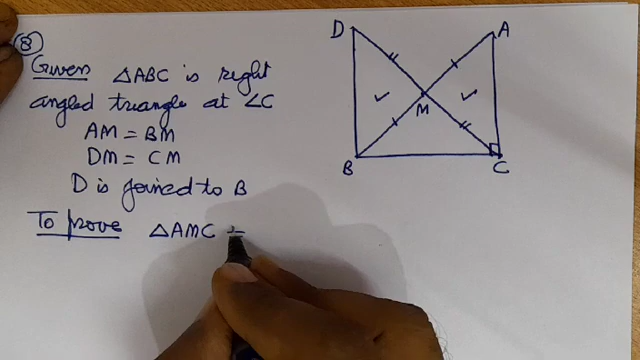 8
Given △ABC is right
angled triangle at ∠C
AM = BM
DM = CM
D is joined to B
To prove △AMC ≅
D
A
M
B
C